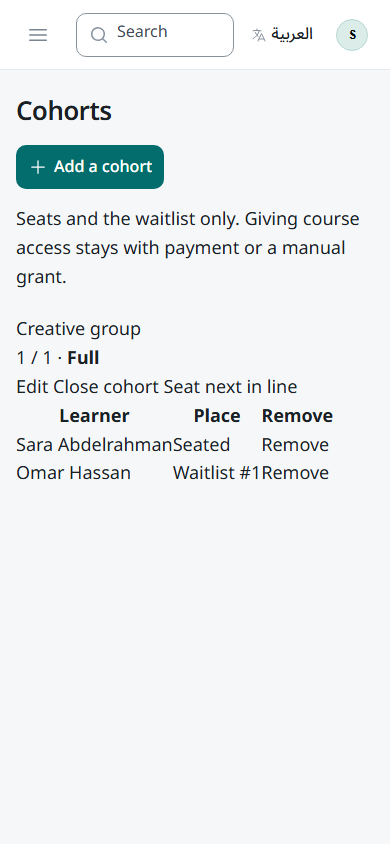 Search
العربية
S
Cohorts
Add a cohort
Seats and the waitlist only. Giving course
access stays with payment or a manual
grant.
Creative group
1 / 1 · Full
Edit Close cohort Seat next in line
Learner Place Remove
Sara Abdelrahman Seated Remove
Omar Hassan Waitlist #1 Remove